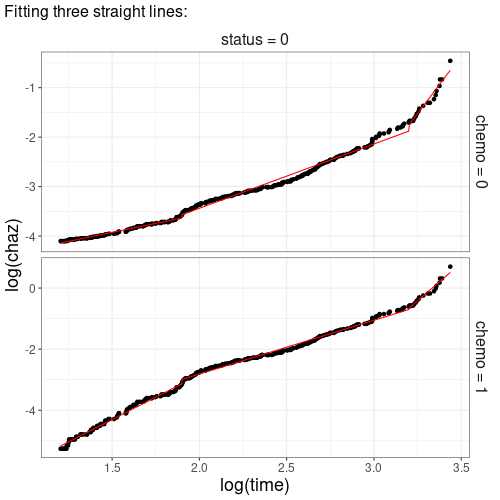 Fitting three straight lines:
status = 0
-1
-2
-3
-4
chemo = 0
log(chaz)
0
-2
-4
chemo = 1
1.5 2.0 2.5 3.0 3.5
log(time)